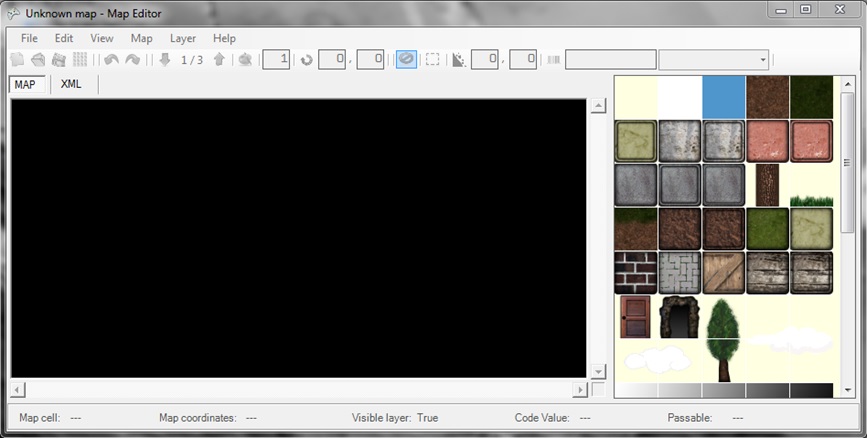 Unknown map - Map Editor
File Edit View Map Layer Help
1 / 3 1 0 , 0 0 , 0
MAP XML
Map cell: --- Map coordinates: --- Visible layer: True Code Value: --- Passable: ---